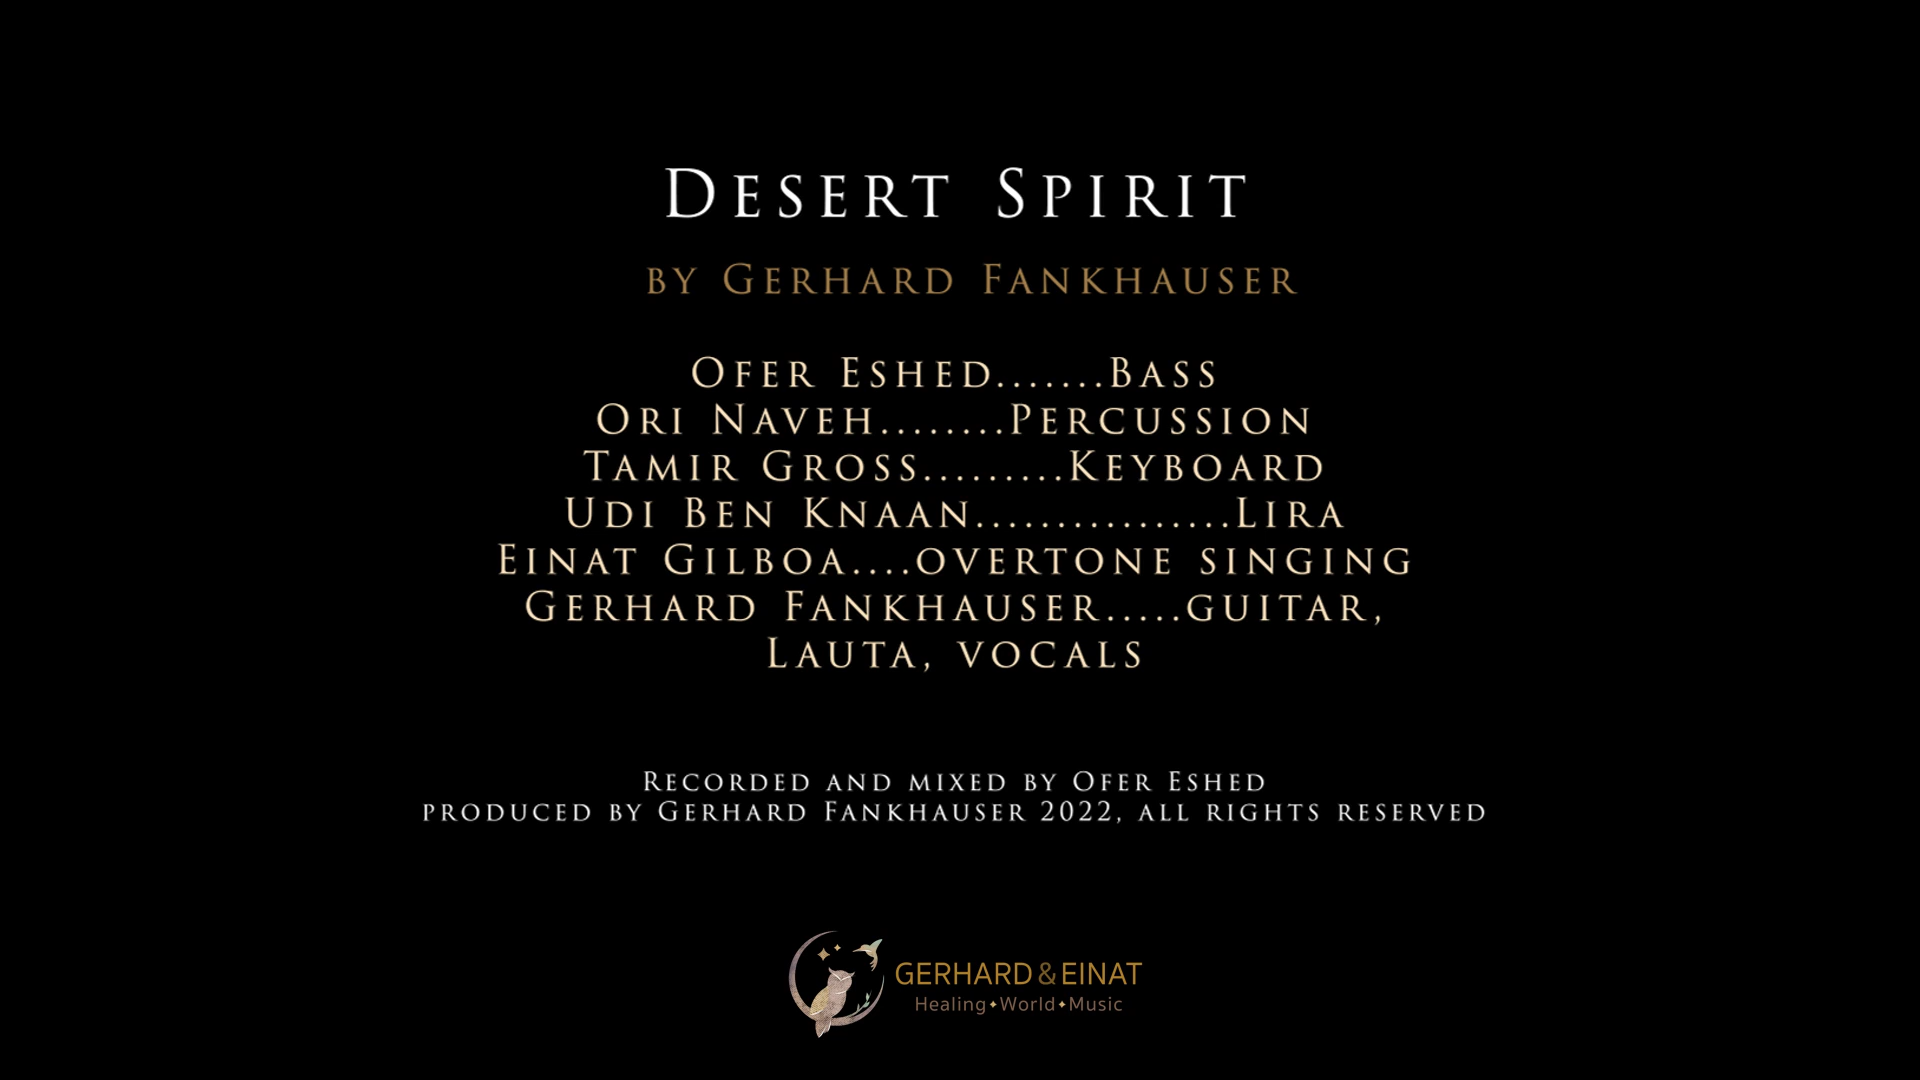 Desert Spirit
by Gerhard Fankhauser
Ofer Eshed.......Bass
Ori Naveh........Percussion
Tamir Gross.........Keyboard
Udi Ben Knaan................Lira
Einat Gilboa....overtone singing
Gerhard Fankhauser.....guitar,
Lauta, vocals
Recorded and mixed by Ofer Eshed
produced by Gerhard Fankhauser 2022, all rights reserved
GERHARD & EINAT
Healing✦World✦Music